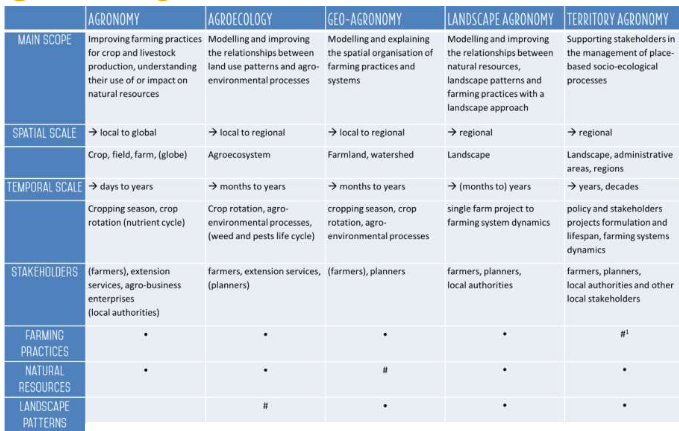 AGRONOMY AGROECOLOGY GEO-AGRONOMY LANDSCAPE AGRONOMY TERRITORY AGRONOMY
MAIN SCOPE
Improving farming practices
for crop and livestock
production, understanding
their use of or impact on
natural resources
Modelling and improving
the relationships between
land use patterns and agro-
environmental processes
Modelling and explaining
the spatial organisation of
farming practices and
systems
Modelling and improving
the relationships between
natural resources,
landscape patterns and
farming practices with a
landscape approach
Supporting stakeholders in
the management of place-
based socio-ecological
processes
SPATIAL SCALE
→ local to global
→ local to regional
→ local to regional
→ regional
→ regional
Crop, field, farm, (globe)
Agroecosystem
Farmland, watershed
Landscape
Landscape, administrative
areas, regions
TEMPORAL SCALE
→ days to years
→ months to years
→ months to years
→ (months to) years
→ years, decades
Cropping season, crop
rotation (nutrient cycle)
Crop rotation, agro-
environmental processes,
(weed and pests life cycle)
cropping season, crop
rotation, agro-
environmental processes
single farm project to
farming system dynamics
policy and stakeholders
projects formulation and
lifespan, farming systems
dynamics
STAKEHOLDERS
(farmers), extension
services, agro-business
enterprises
(local authorities)
farmers, extension services,
(planners)
(farmers), planners
farmers, planners,
local authorities
farmers, planners,
local authorities and other
local stakeholders
FARMING
PRACTICES
• • • • #¹
NATURAL
RESOURCES
• • # • •
LANDSCAPE
PATTERNS
# • • •